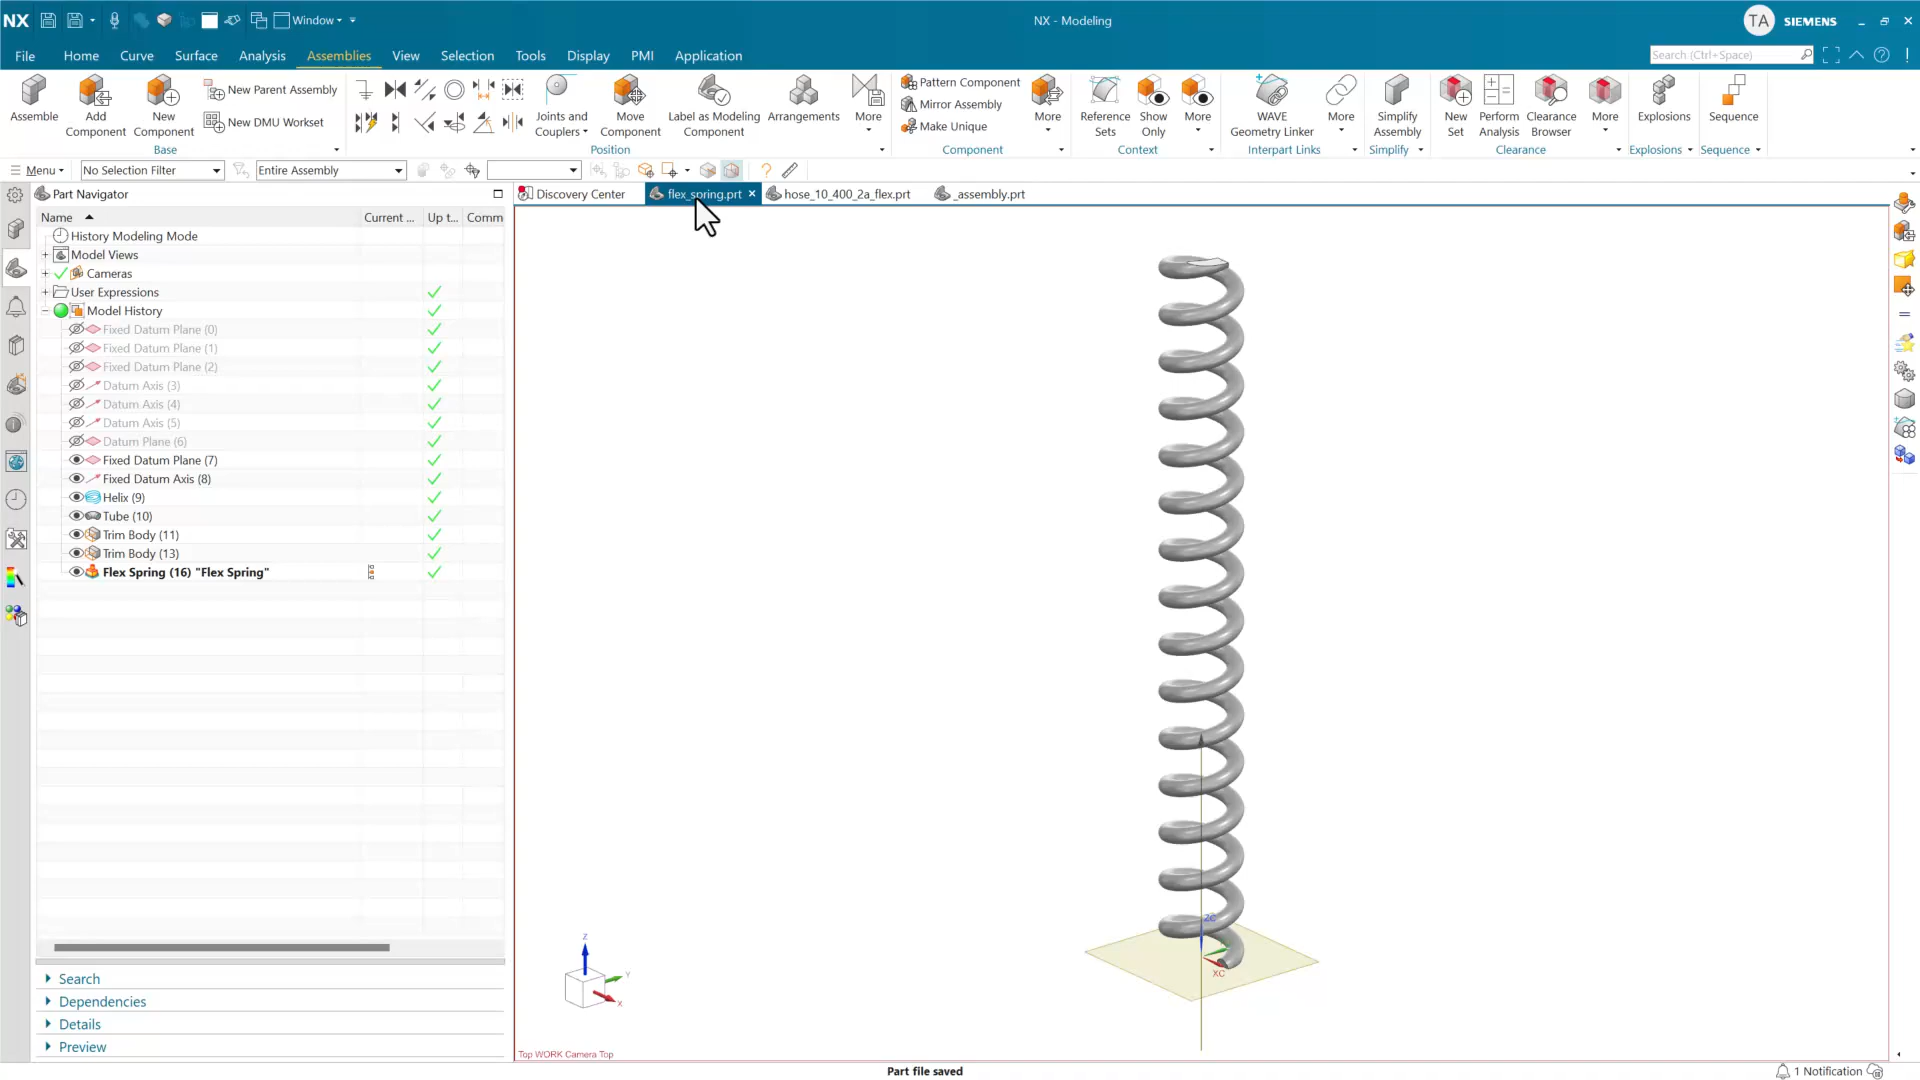 NX
Window
NX - Modeling
TA
SIEMENS
File
Home
Curve
Surface
Analysis
Assemblies
View
Selection
Tools
Display
PMI
Application
Search (Ctrl+Space)
Assemble
Add Component
New Component
New Parent Assembly
New DMU Workset
Base
Joints and Couplers
Move Component
Label as Modeling Component
Arrangements
More
Position
Pattern Component
Mirror Assembly
Make Unique
More
Component
Reference Sets
Show Only
More
Context
WAVE Geometry Linker
More
Interpart Links
Simplify Assembly
Simplify
New Set
Perform Analysis
Clearance Browser
More
Clearance
Explosions
Explosions
Sequence
Sequence
Menu
No Selection Filter
Entire Assembly
Part Navigator
Discovery Center
flex_spring.prt
hose_10_400_2a_flex.prt
_assembly.prt
Name
Current ...
Up t...
Comm
History Modeling Mode
Model Views
Cameras
User Expressions
Model History
Fixed Datum Plane (0)
Fixed Datum Plane (1)
Fixed Datum Plane (2)
Datum Axis (3)
Datum Axis (4)
Datum Axis (5)
Datum Plane (6)
Fixed Datum Plane (7)
Fixed Datum Axis (8)
Helix (9)
Tube (10)
Trim Body (11)
Trim Body (13)
Flex Spring (16) "Flex Spring"
ZC
XC
Z
Y
X
Search
Dependencies
Details
Preview
Top WORK Camera Top
Part file saved
1 Notification